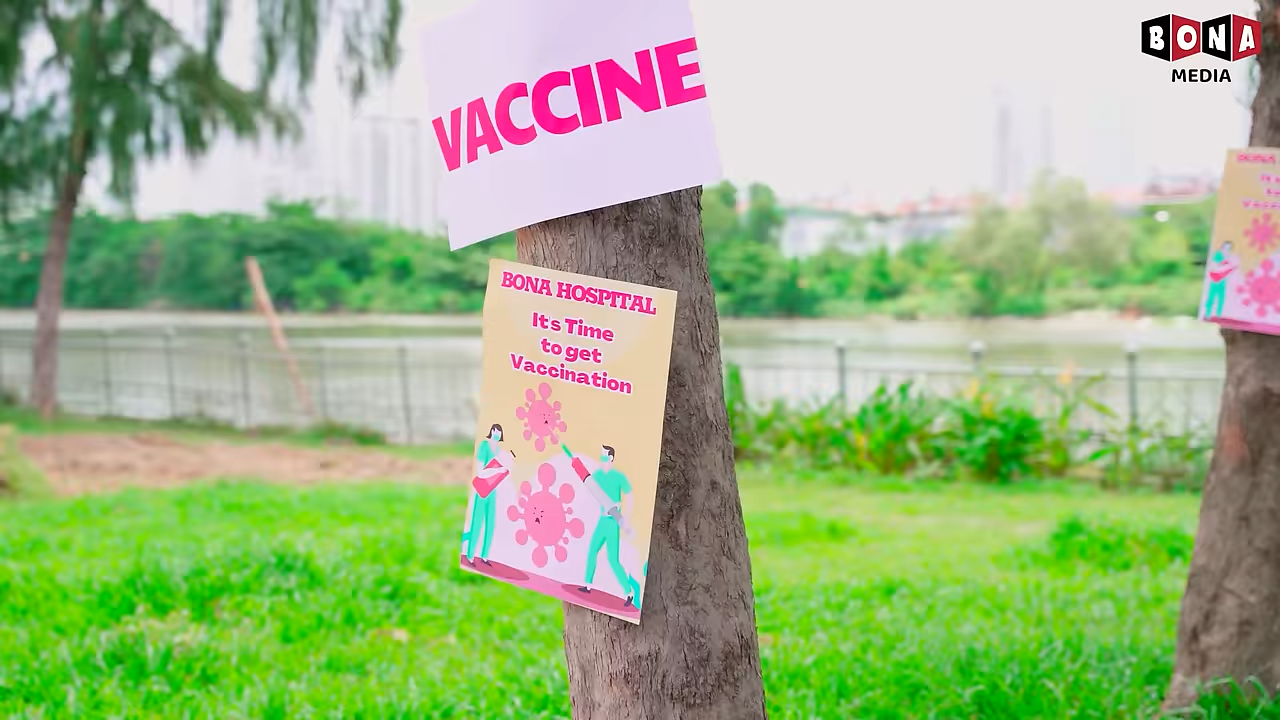 VACCINE
BONA HOSPITAL
It's Time
to get
Vaccination
BONA
MEDIA